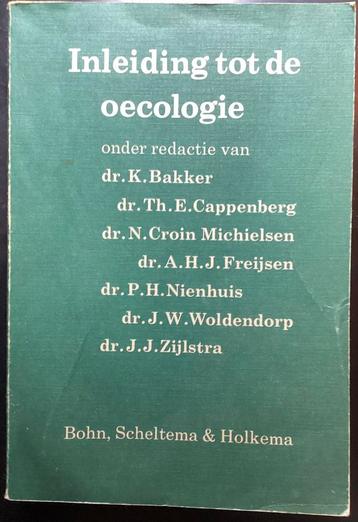 Inleiding tot de
oecologie
onder redactie van
dr.K.Bakker
dr.Th.E.Cappenberg
dr.N.Croin Michielsen
dr.A.H.J.Freijsen
dr.P.H.Nienhuis
dr.J.W.Woldendorp
dr.J.J.Zijlstra
Bohn, Scheltema & Holkema